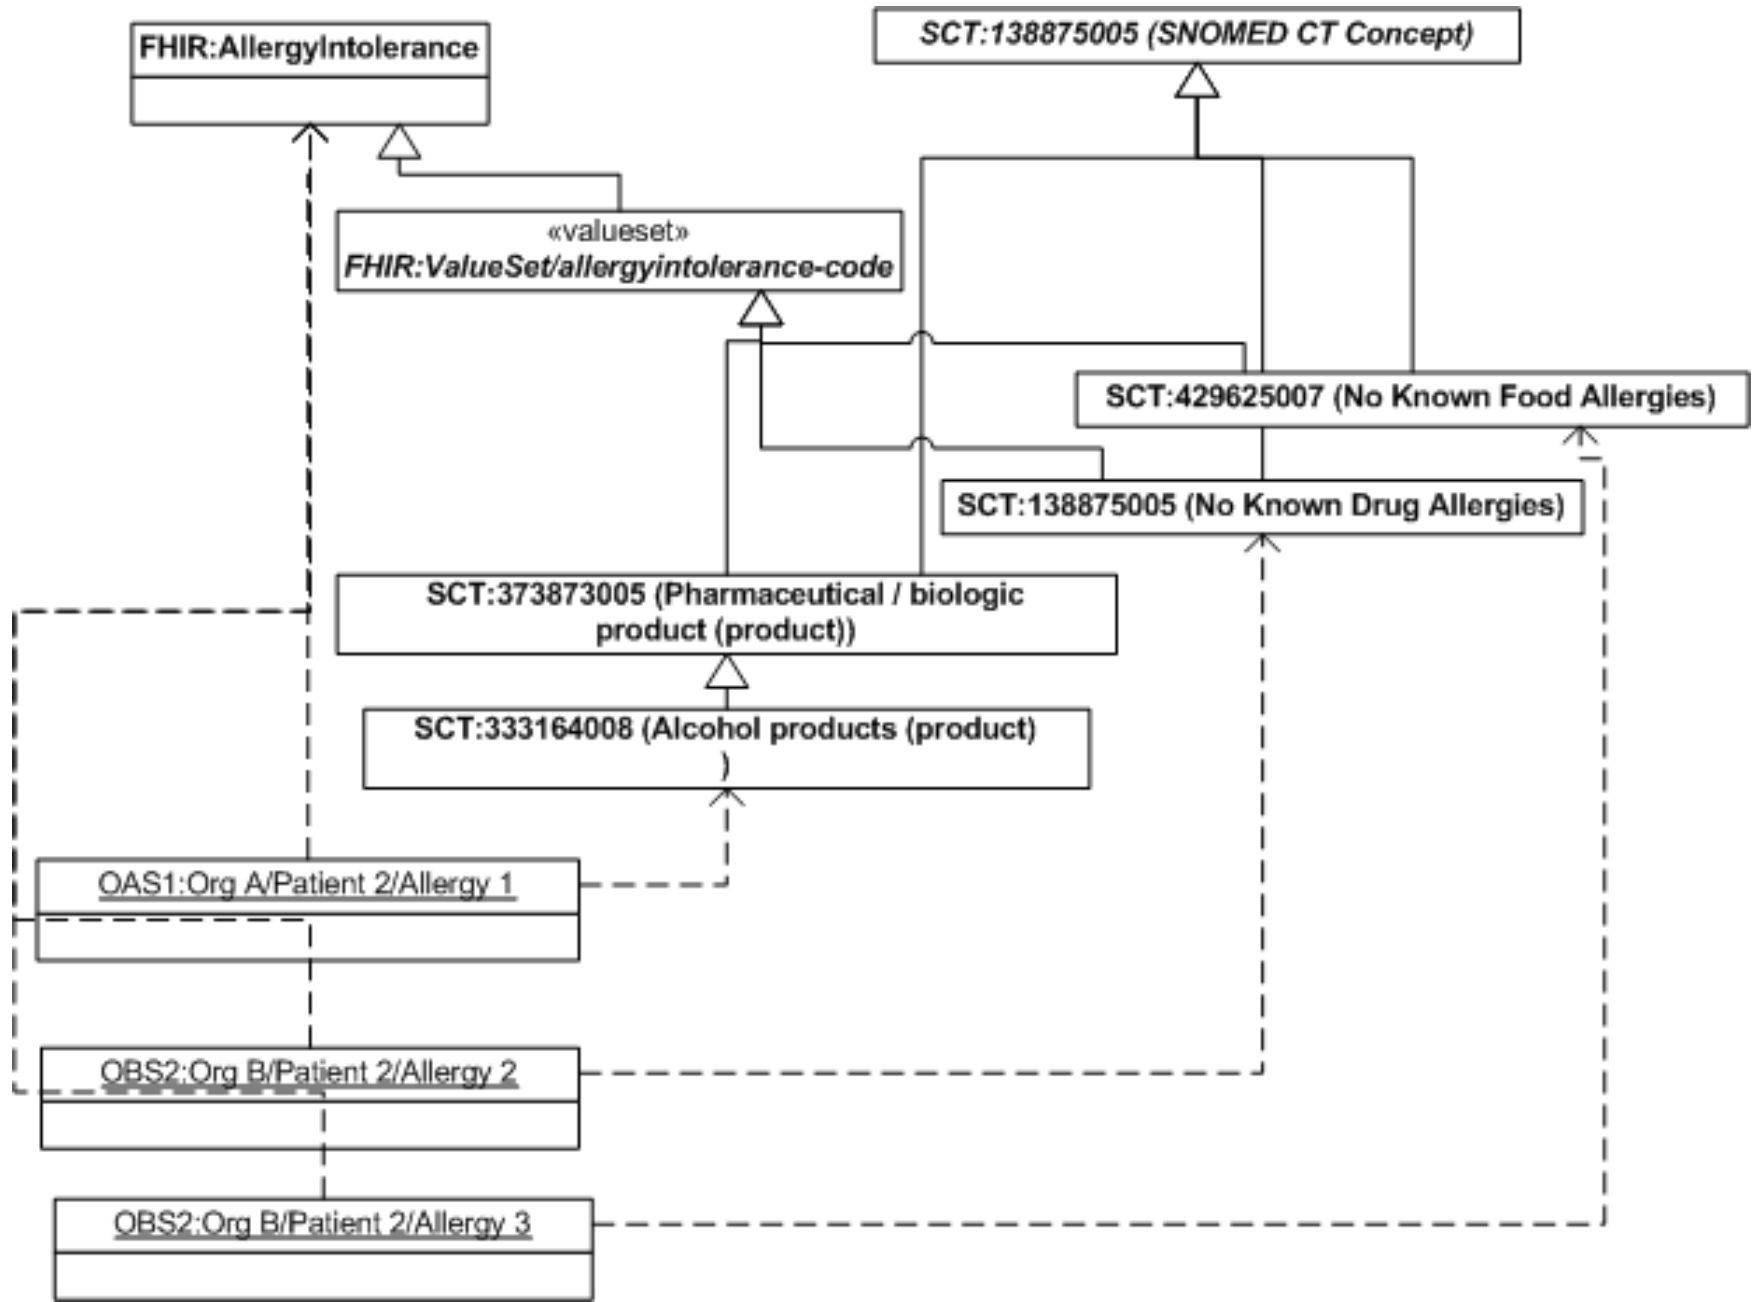 FHIR:AllergyIntolerance
SCT:138875005 (SNOMED CT Concept)
«valueset»
FHIR:ValueSet/allergyintolerance-code
SCT:429625007 (No Known Food Allergies)
SCT:138875005 (No Known Drug Allergies)
SCT:373873005 (Pharmaceutical / biologic
product (product))
SCT:333164008 (Alcohol products (product)
)
OAS1:Org A/Patient 2/Allergy 1
OBS2:Org B/Patient 2/Allergy 2
OBS2:Org B/Patient 2/Allergy 3